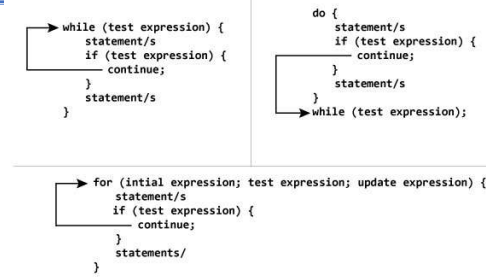 while (test expression) {
statement/s
if (test expression) {
continue;
}
statement/s
}
do {
statement/s
if (test expression) {
continue;
}
statement/s
}
while (test expression);
for (intial expression; test expression; update expression) {
statement/s
if (test expression) {
continue;
}
statements/
}